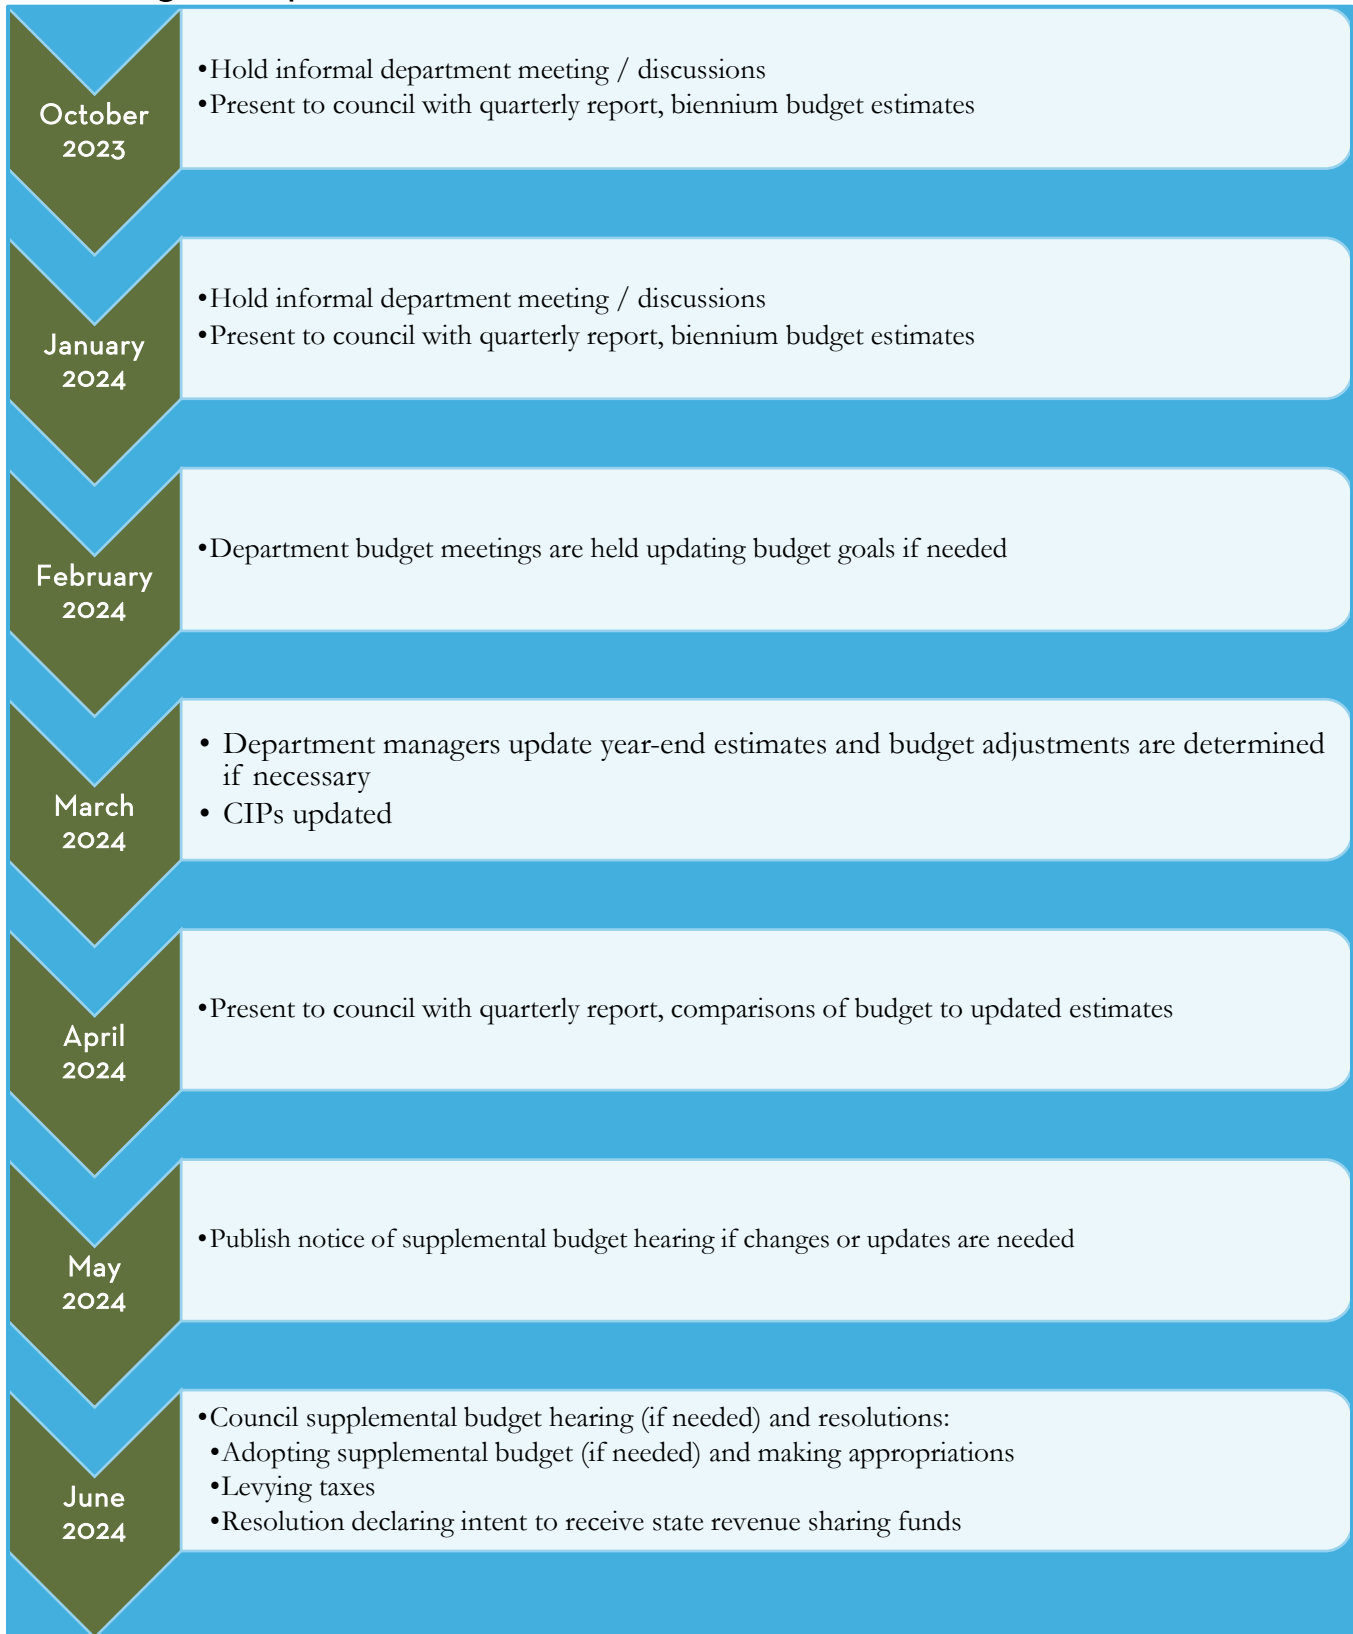 October
2023
•Hold informal department meeting / discussions
•Present to council with quarterly report, biennium budget estimates
January
2024
•Hold informal department meeting / discussions
•Present to council with quarterly report, biennium budget estimates
February
2024
•Department budget meetings are held updating budget goals if needed
March
2024
• Department managers update year-end estimates and budget adjustments are determined
if necessary
• CIPs updated
April
2024
•Present to council with quarterly report, comparisons of budget to updated estimates
May
2024
•Publish notice of supplemental budget hearing if changes or updates are needed
June
2024
•Council supplemental budget hearing (if needed) and resolutions:
•Adopting supplemental budget (if needed) and making appropriations
•Levying taxes
•Resolution declaring intent to receive state revenue sharing funds